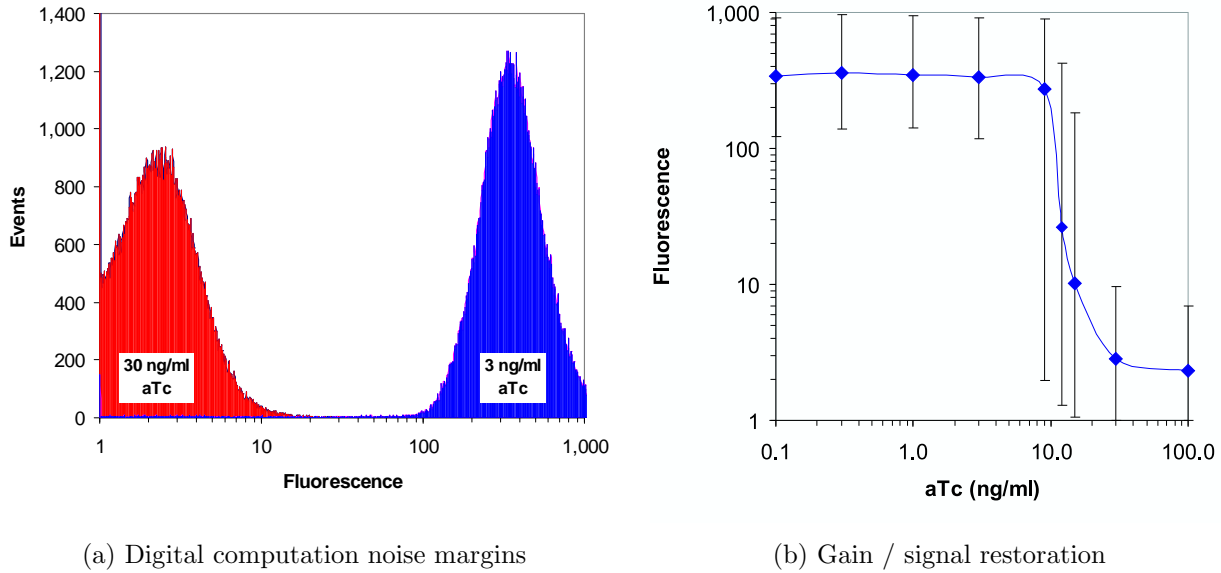 1,400
1,200
1,000
800
600
400
200
0
Events
30 ng/ml
aTc
3 ng/ml
aTc
1
10
100
1,000
Fluorescence
(a) Digital computation noise margins
1,000
100
10
1
Fluorescence
0.1
1.0
10.0
100.0
aTc (ng/ml)
(b) Gain / signal restoration